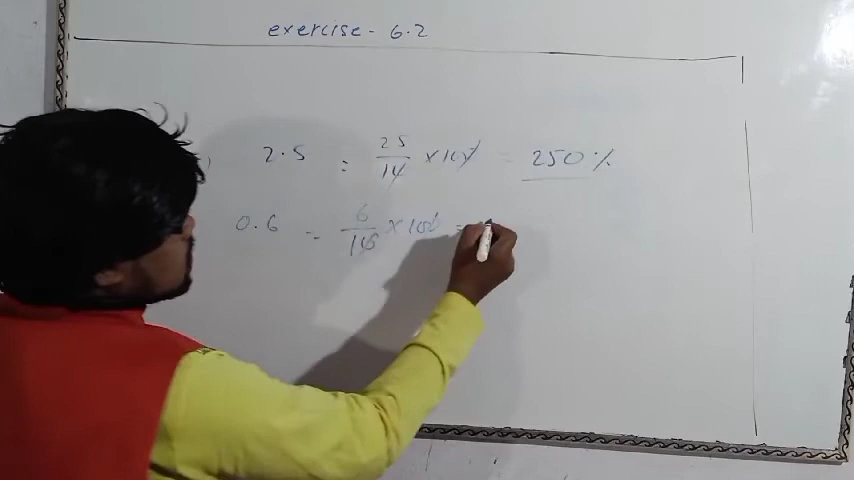 exercise - 6.2
2.5 = 25/10 × 100 = 250 %
0.6 = 6/10 × 100 =